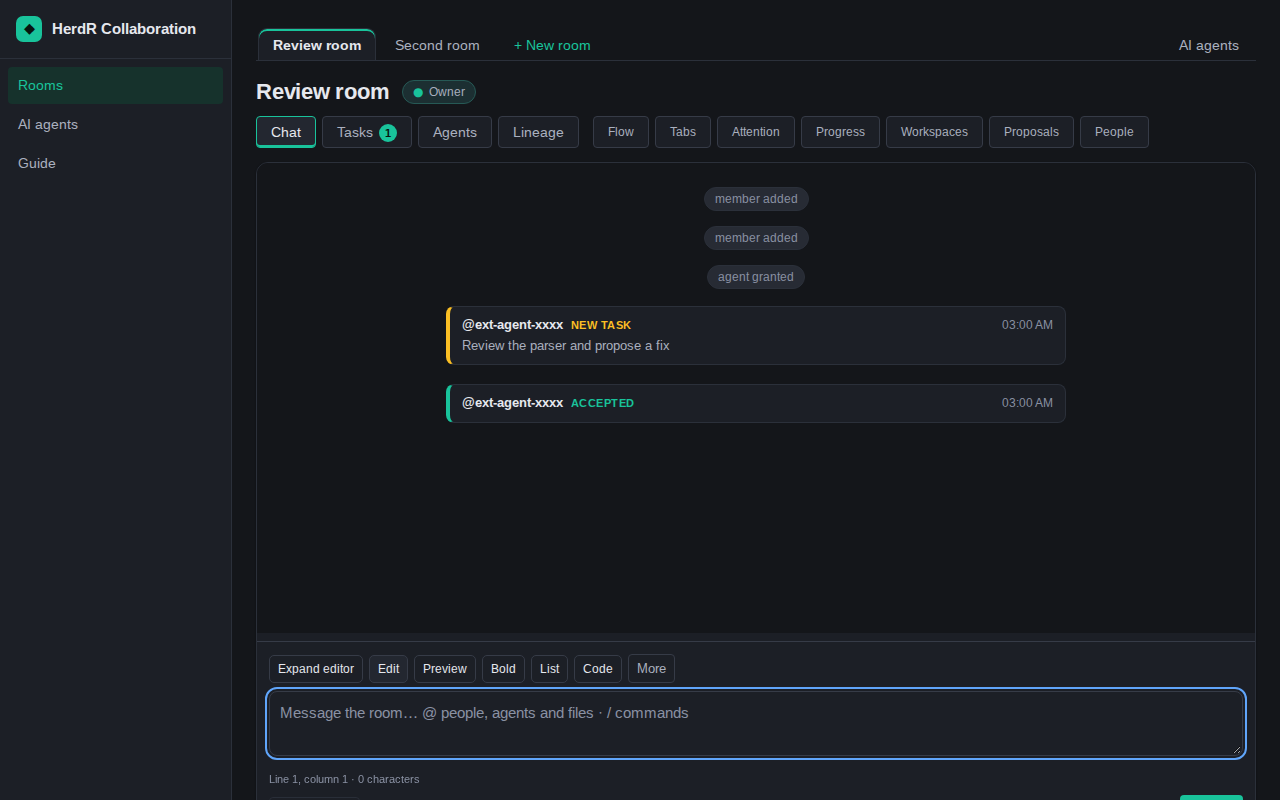 HerdR Collaboration
Rooms
AI agents
Guide
Review room
Second room
+ New room
AI agents
Review room
Owner
Chat
Tasks 1
Agents
Lineage
Flow
Tabs
Attention
Progress
Workspaces
Proposals
People
member added
member added
agent granted
@ext-agent-xxxx NEW TASK 03:00 AM
Review the parser and propose a fix
@ext-agent-xxxx ACCEPTED 03:00 AM
Expand editor
Edit
Preview
Bold
List
Code
More
Message the room… @ people, agents and files · / commands
Line 1, column 1 · 0 characters